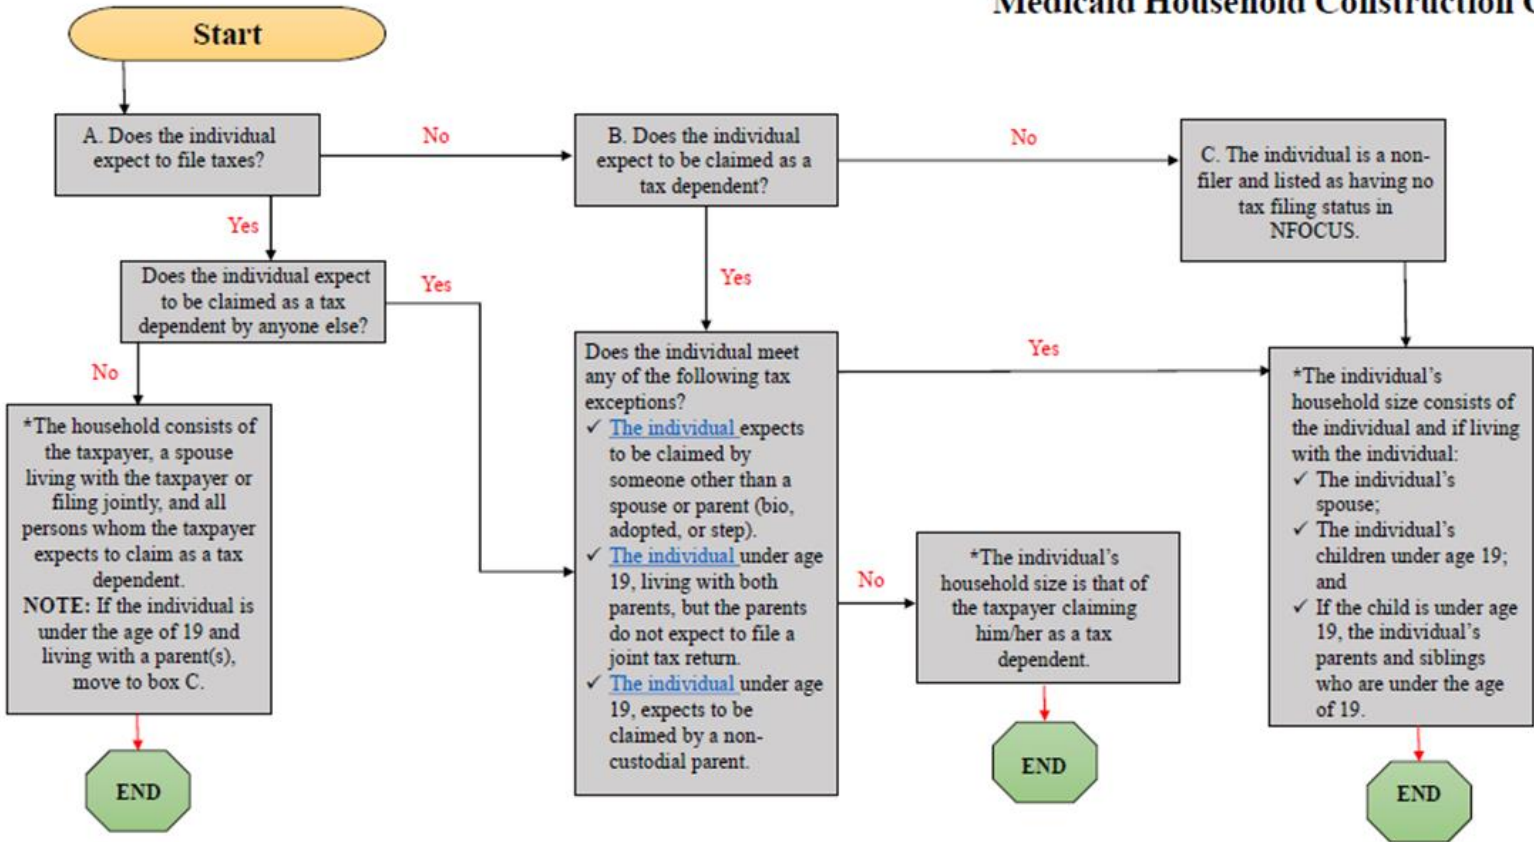 Medicaid Household Construction
Start
A. Does the individual
expect to file taxes?
No
B. Does the individual
expect to be claimed as a
tax dependent?
No
C. The individual is a non-
filer and listed as having no
tax filing status in
NFOCUS.
Yes
Does the individual expect
to be claimed as a tax
dependent by anyone else?
Yes
Yes
No
*The household consists of
the taxpayer, a spouse
living with the taxpayer or
filing jointly, and all
persons whom the taxpayer
expects to claim as a tax
dependent.
NOTE: If the individual is
under the age of 19 and
living with a parent(s),
move to box C.
END
Does the individual meet
any of the following tax
exceptions?
✓ The individual expects
to be claimed by
someone other than a
spouse or parent (bio,
adopted, or step).
✓ The individual under age
19, living with both
parents, but the parents
do not expect to file a
joint tax return.
✓ The individual under age
19, expects to be
claimed by a non-
custodial parent.
Yes
No
*The individual's
household size is that of
the taxpayer claiming
him/her as a tax
dependent.
END
*The individual's
household size consists of
the individual and if living
with the individual:
✓ The individual's
spouse;
✓ The individual's
children under age 19;
and
✓ If the child is under age
19, the individual's
parents and siblings
who are under the age
of 19.
END